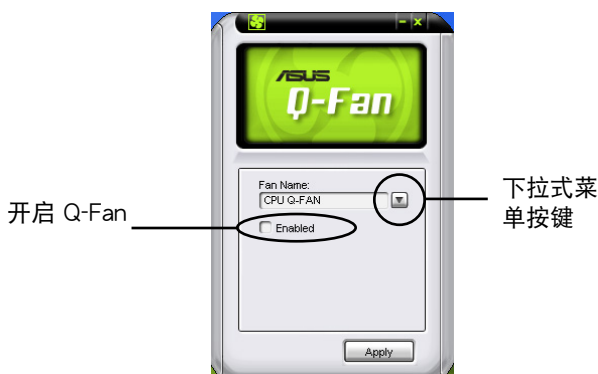 ASUS
Q-Fan
Fan Name:
CPU Q-FAN
Enabled
Apply
开启 Q-Fan
下拉式菜
单按键